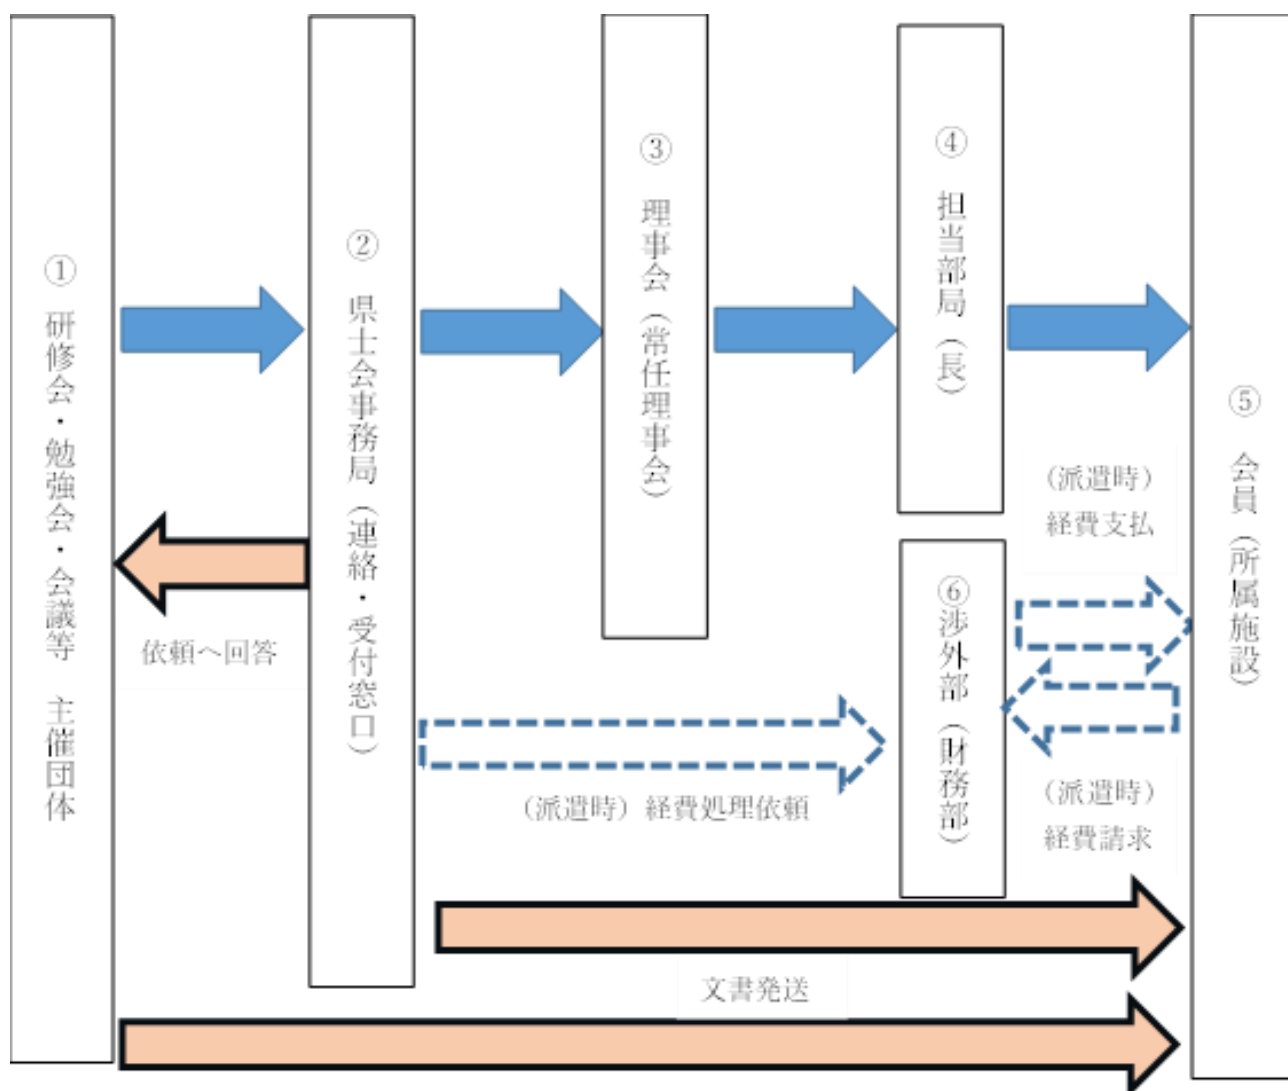 ① 研修会・勉強会・会議等 主催団体
② 県士会事務局（連絡・受付窓口）
③ 理事会（常任理事会）
④ 担当部局（長）
⑤ 会員（所属施設）
⑥渉外部（財務部）
依頼へ回答
（派遣時）
経費支払
（派遣時）経費処理依頼
（派遣時）
経費請求
文書発送